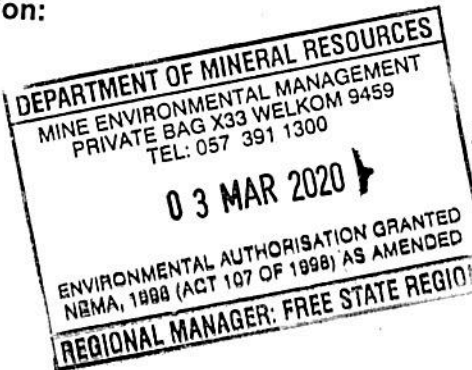 on:
DEPARTMENT OF MINERAL RESOURCES
MINE ENVIRONMENTAL MANAGEMENT
PRIVATE BAG X33 WELKOM 9459
TEL: 057 391 1300
03 MAR 2020
ENVIRONMENTAL AUTHORISATION GRANTED
NEMA, 1998 (ACT 107 OF 1998) AS AMENDED
REGIONAL MANAGER: FREE STATE REGIO